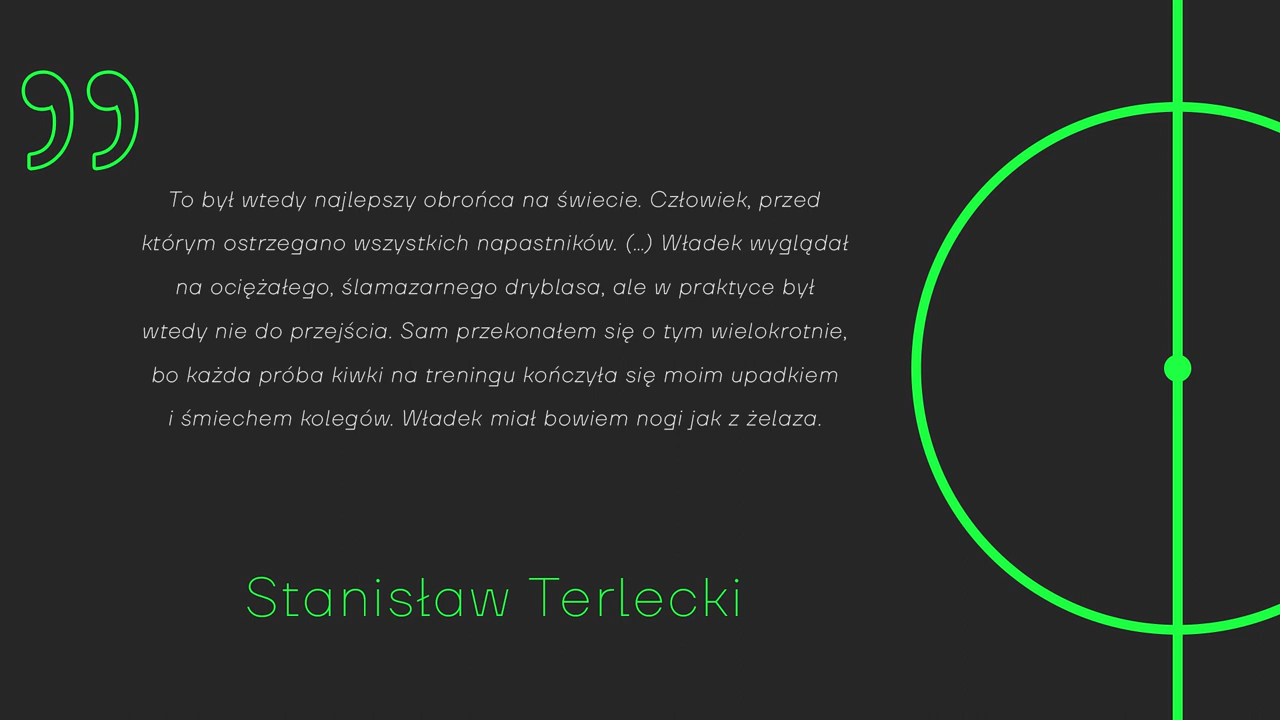 ”
To był wtedy najlepszy obrońca na świecie. Człowiek, przed
którym ostrzegano wszystkich napastników. (...) Władek wyglądał
na ociężałego, ślamazarnego dryblasa, ale w praktyce był
wtedy nie do przejścia. Sam przekonałem się o tym wielokrotnie,
bo każda próba kiwki na treningu kończyła się moim upadkiem
i śmiechem kolegów. Władek miał bowiem nogi jak z żelaza.
Stanisław Terlecki